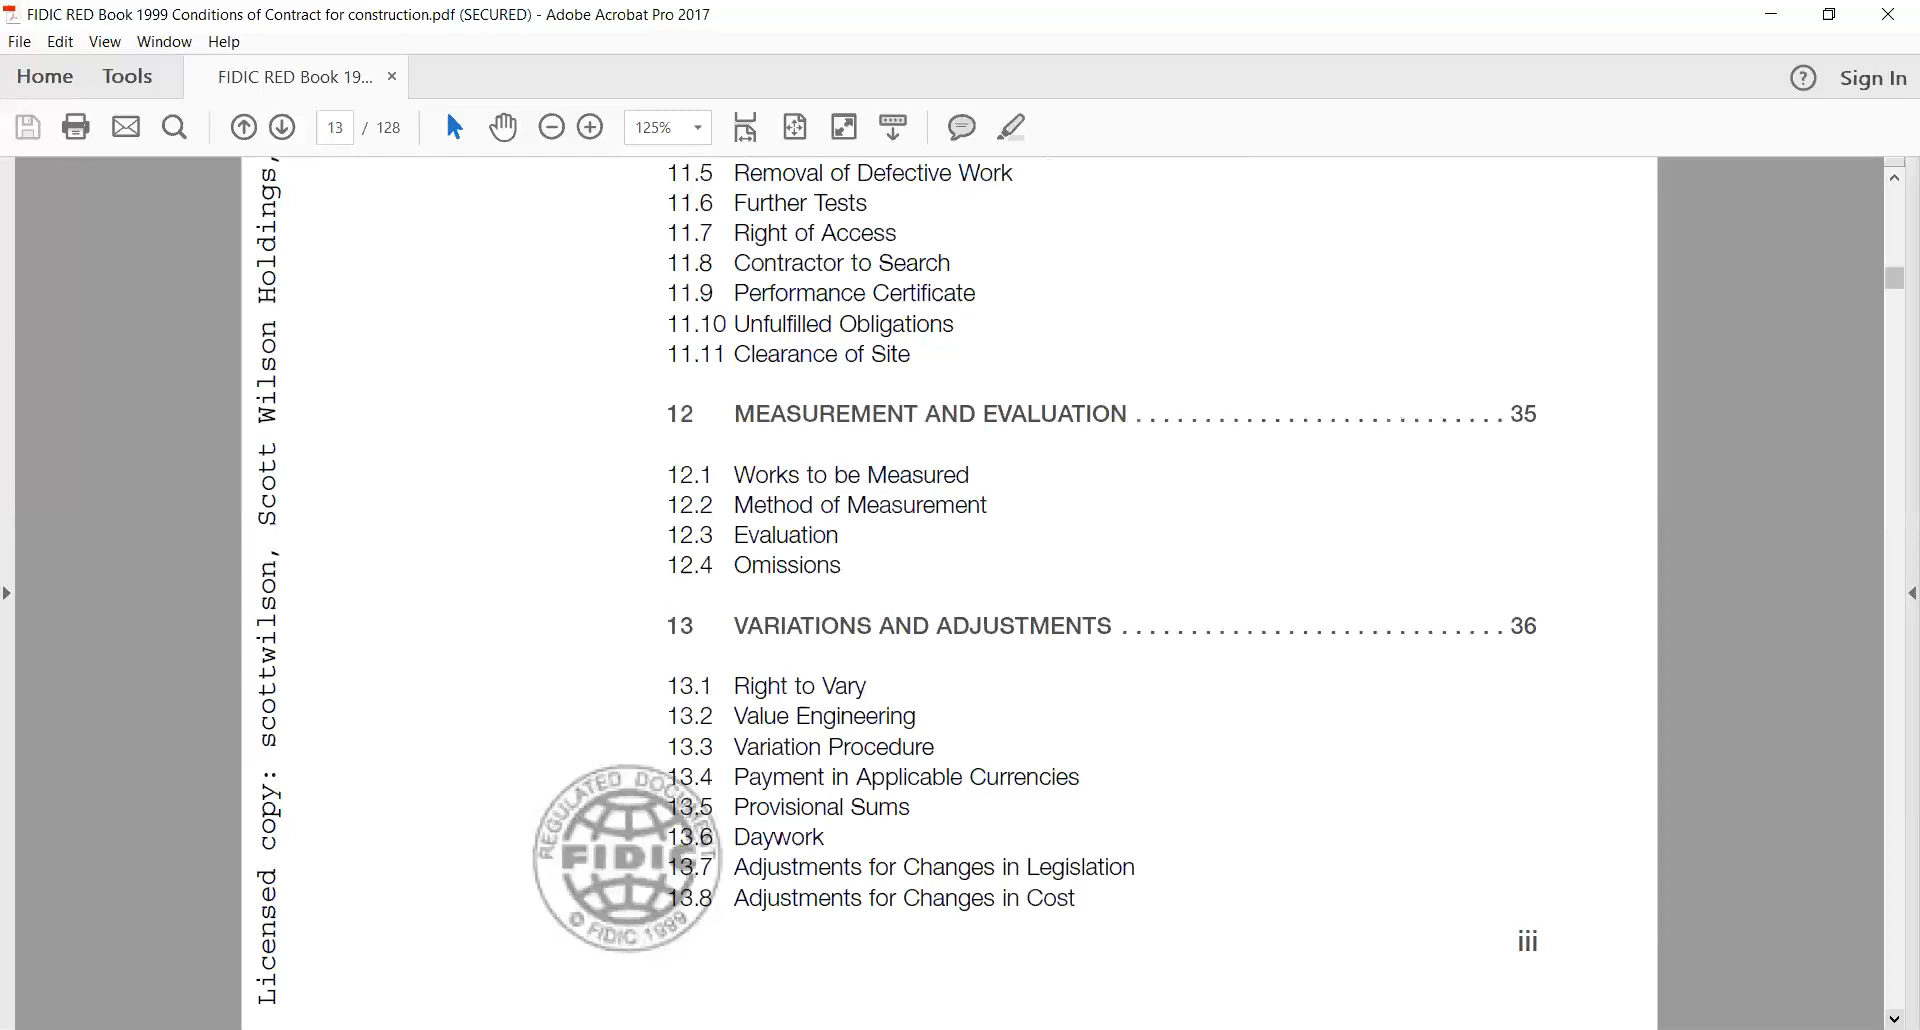 FIDIC RED Book 1999 Conditions of Contract for construction.pdf (SECURED) - Adobe Acrobat Pro 2017
File Edit View Window Help
Home Tools FIDIC RED Book 19... × ? Sign In
13 / 128 125%
11.5 Removal of Defective Work
11.6 Further Tests
11.7 Right of Access
11.8 Contractor to Search
11.9 Performance Certificate
11.10 Unfulfilled Obligations
11.11 Clearance of Site
12 MEASUREMENT AND EVALUATION . . . . . . . . . . . . . . . . . . . . . . . . . . . 35
12.1 Works to be Measured
12.2 Method of Measurement
12.3 Evaluation
12.4 Omissions
13 VARIATIONS AND ADJUSTMENTS . . . . . . . . . . . . . . . . . . . . . . . . . . . . 36
13.1 Right to Vary
13.2 Value Engineering
13.3 Variation Procedure
13.4 Payment in Applicable Currencies
13.5 Provisional Sums
13.6 Daywork
13.7 Adjustments for Changes in Legislation
13.8 Adjustments for Changes in Cost
iii
Licensed copy: scottwilson, Scott Wilson Holdings,
REGULATED DOCUMENT
FIDIC
© FIDIC 1999